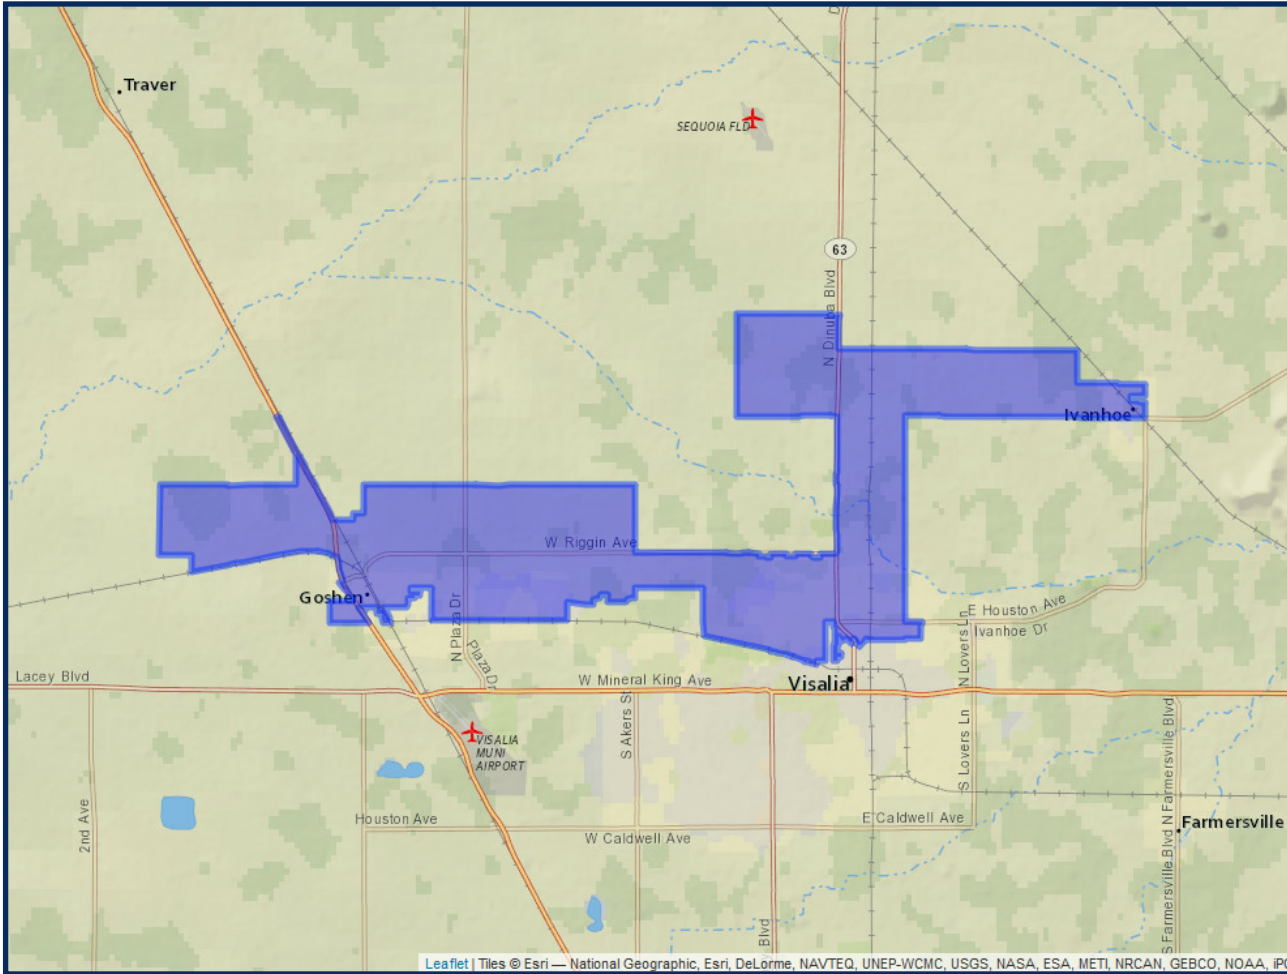 Traver
SEQUOIA FLD
63
N Dinuba Blvd
Ivanhoe
W Riggin Ave
Goshen
N Plaza Dr
Plaza Dr
E Houston Ave
Ivanhoe Dr
N Lovers Ln
Lacey Blvd
W Mineral King Ave
Visalia
S Akers St
S Lovers Ln
VISALIA
MUNI
AIRPORT
N Farmersville Blvd
2nd Ave
Houston Ave
W Caldwell Ave
E Caldwell Ave
Farmersville
S Farmersville Blvd
Blvd
Leaflet | Tiles © Esri — National Geographic, Esri, DeLorme, NAVTEQ, UNEP-WCMC, USGS, NASA, ESA, METI, NRCAN, GEBCO, NOAA,